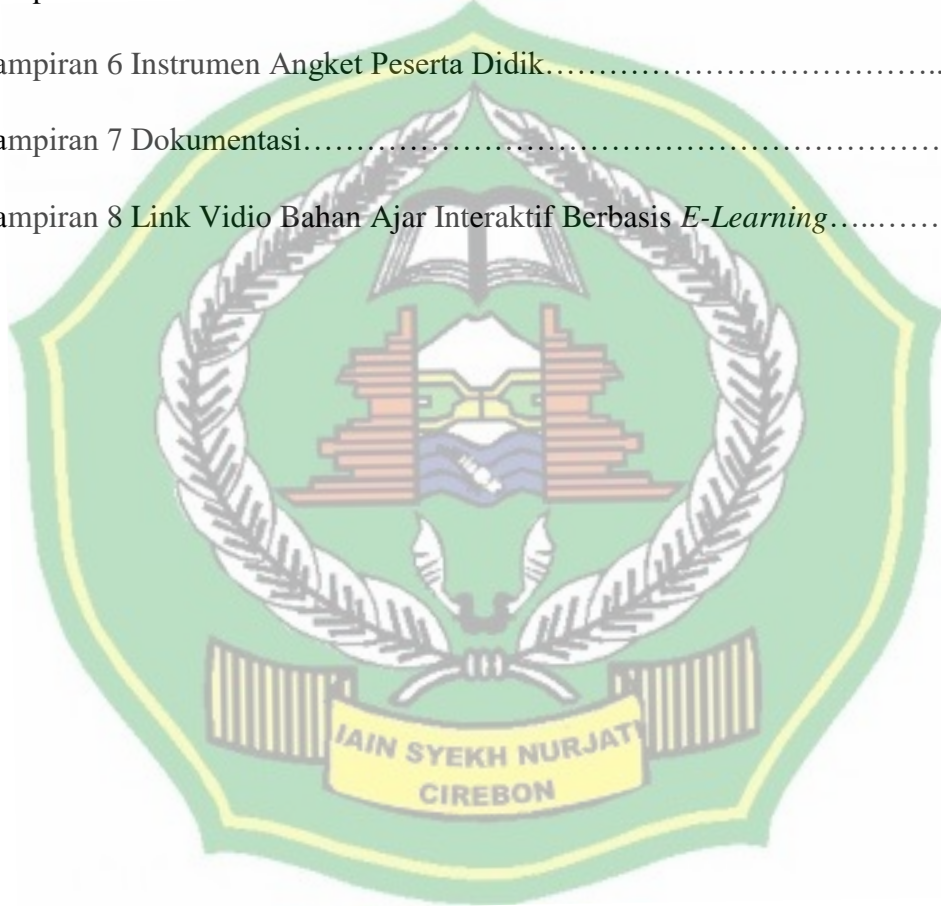 ampiran 6 Instrumen Angket Peserta Didik…………………………………..
ampiran 7 Dokumentasi…………………………………………………………
ampiran 8 Link Vidio Bahan Ajar Interaktif Berbasis E-Learning…..……
IAIN SYEKH NURJATI
CIREBON